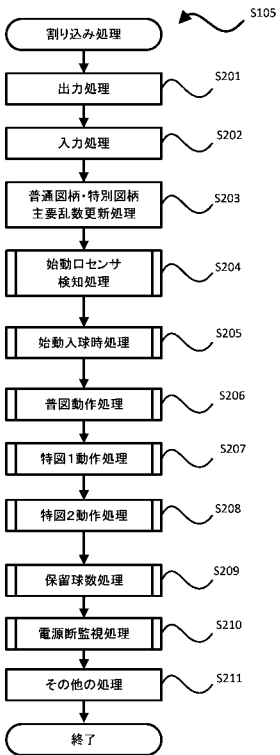 割り込み処理
S105
出力処理
S201
入力処理
S202
普通図柄・特別図柄
主要乱数更新処理
S203
始動口センサ
検知処理
S204
始動入球時処理
S205
普図動作処理
S206
特図1動作処理
S207
特図2動作処理
S208
保留球数処理
S209
電源断監視処理
S210
その他の処理
S211
終了